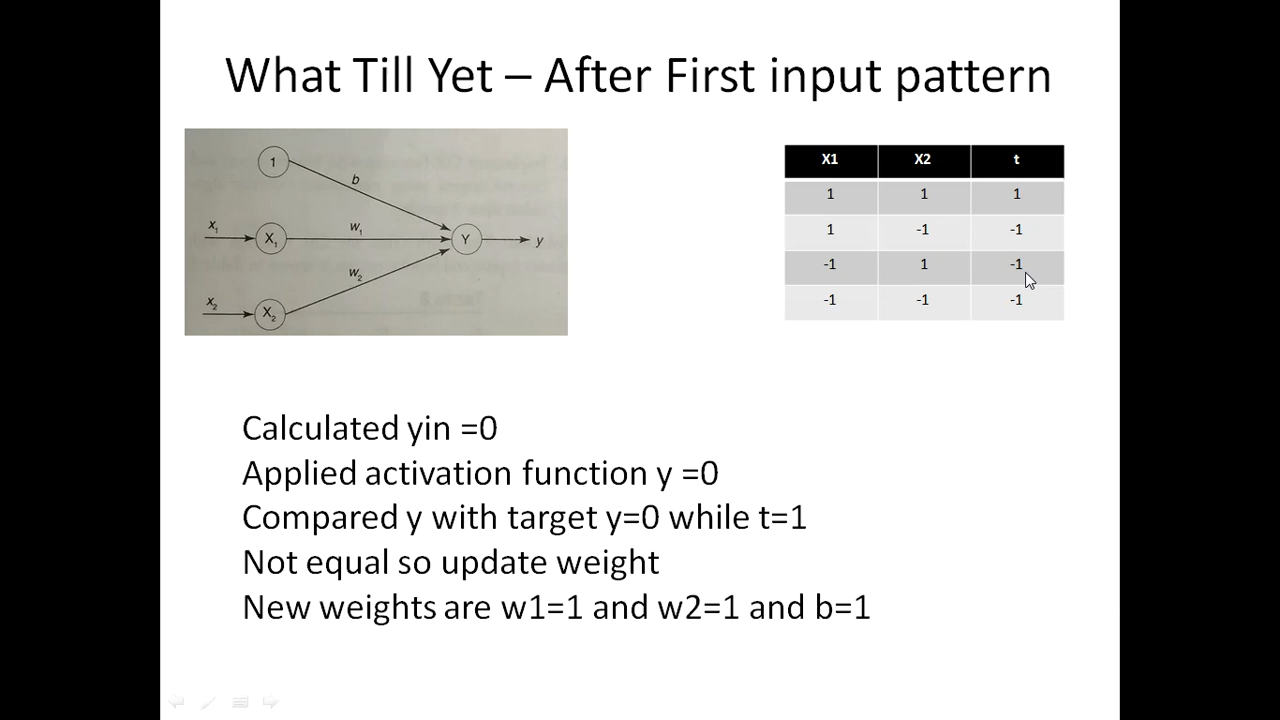 What Till Yet – After First input pattern
1
b
x1
X1
w1
Y
y
w2
x2
X2
X1 X2 t
1 1 1
1 -1 -1
-1 1 -1
-1 -1 -1
Calculated yin =0
Applied activation function y =0
Compared y with target y=0 while t=1
Not equal so update weight
New weights are w1=1 and w2=1 and b=1